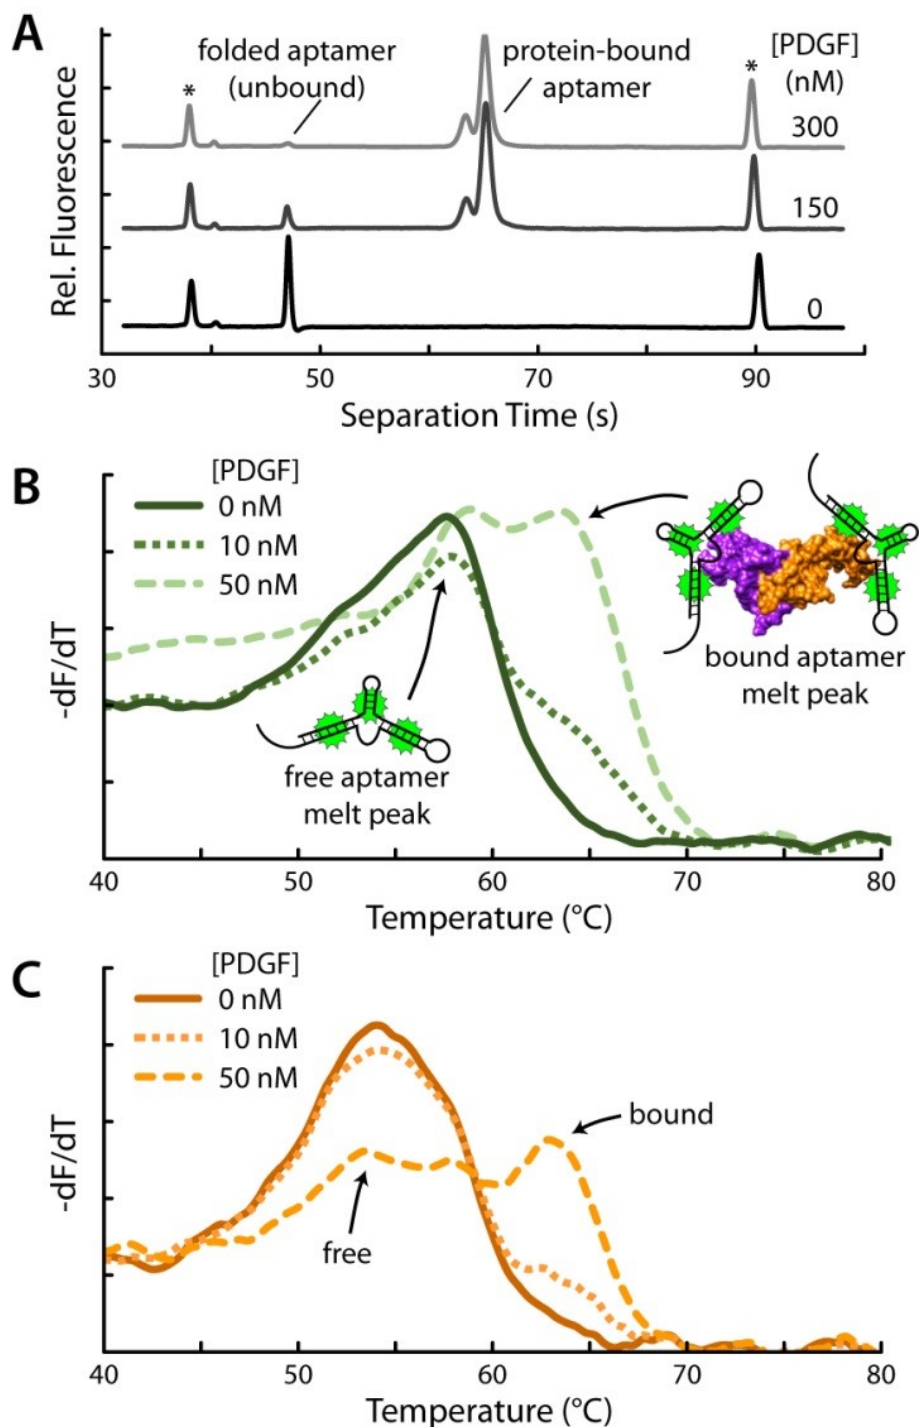 A
folded aptamer
(unbound)
protein-bound
aptamer
[PDGF]
(nM)
*
*
300
150
0
Rel. Fluorescence
30
50
70
90
Separation Time (s)
B
[PDGF]
0 nM
10 nM
50 nM
bound aptamer
melt peak
free aptamer
melt peak
-dF/dT
40
50
60
70
80
Temperature (°C)
C
[PDGF]
0 nM
10 nM
50 nM
bound
free
-dF/dT
40
50
60
70
80
Temperature (°C)